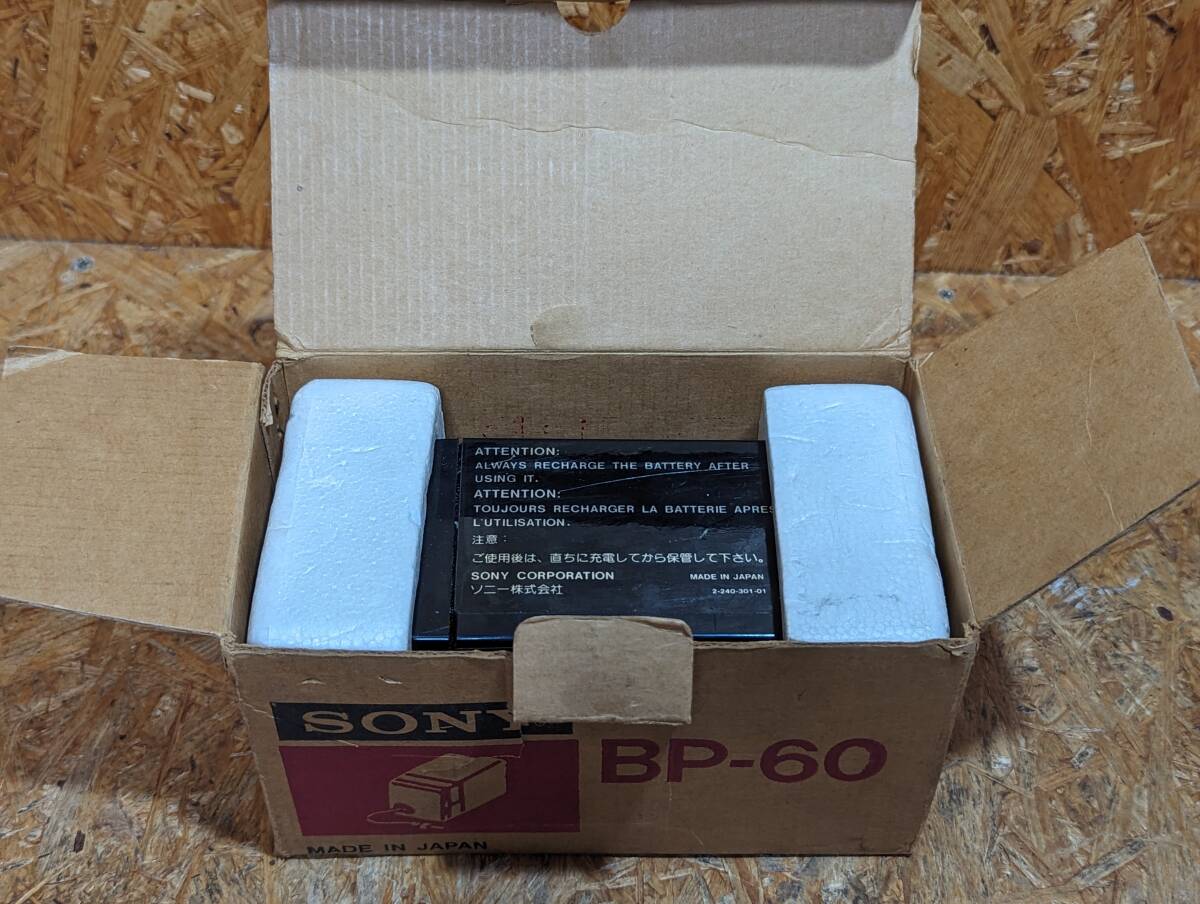 ATTENTION:
ALWAYS RECHARGE THE BATTERY AFTER
USING IT.
ATTENTION:
TOUJOURS RECHARGER LA BATTERIE APRES
L'UTILISATION.
注意：
ご使用後は、直ちに充電してから保管して下さい。
SONY CORPORATION MADE IN JAPAN
ソニー株式会社 2-240-301-01
SONY
BP-60
MADE IN JAPAN